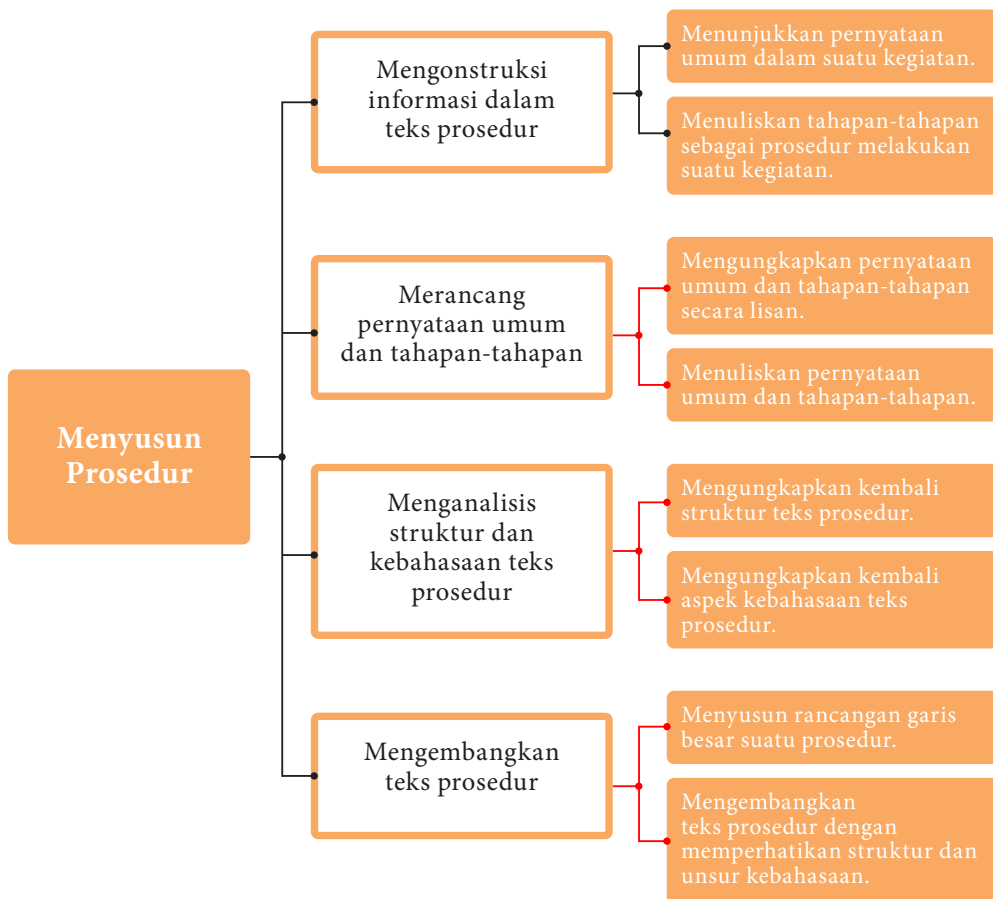 Menyusun
Prosedur
Mengonstruksi
informasi dalam
teks prosedur
Menunjukkan pernyataan
umum dalam suatu kegiatan.
Menuliskan tahapan-tahapan
sebagai prosedur melakukan
suatu kegiatan.
Merancang
pernyataan umum
dan tahapan-tahapan
Mengungkapkan pernyataan
umum dan tahapan-tahapan
secara lisan.
Menuliskan pernyataan
umum dan tahapan-tahapan.
Menganalisis
struktur dan
kebahasaan teks
prosedur
Mengungkapkan kembali
struktur teks prosedur.
Mengungkapkan kembali
aspek kebahasaan teks
prosedur.
Mengembangkan
teks prosedur
Menyusun rancangan garis
besar suatu prosedur.
Mengembangkan
teks prosedur dengan
memperhatikan struktur dan
unsur kebahasaan.